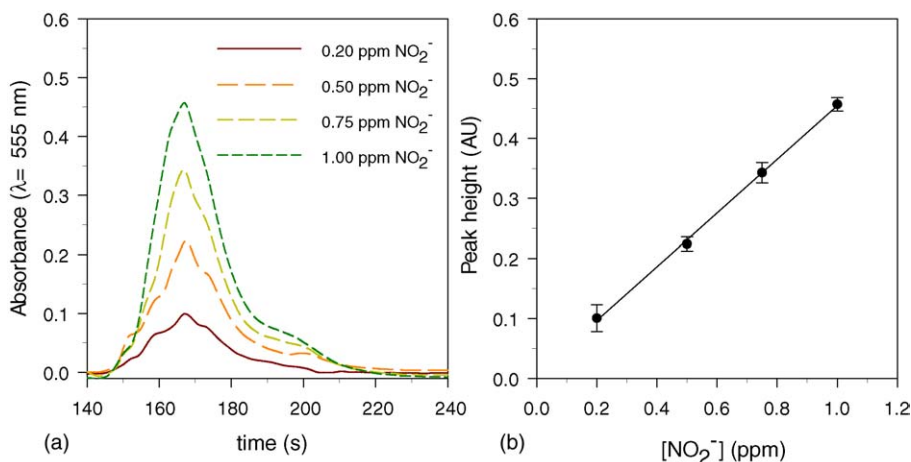 0.6
0.5
0.4
0.3
0.2
0.1
0.0
Absorbance (λ= 555 nm)
0.20 ppm NO₂⁻
0.50 ppm NO₂⁻
0.75 ppm NO₂⁻
1.00 ppm NO₂⁻
140 160 180 200 220 240
(a) time (s)
0.6
0.5
0.4
0.3
0.2
0.1
0.0
Peak height (AU)
0.0 0.2 0.4 0.6 0.8 1.0 1.2
(b) [NO₂⁻] (ppm)